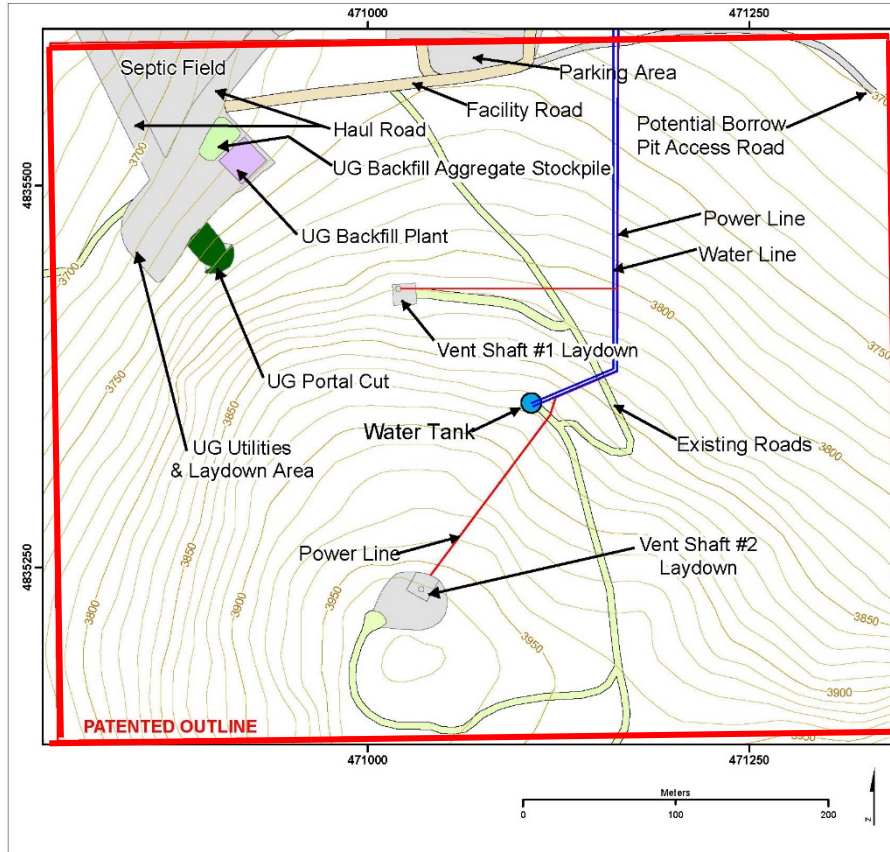 471000
471250
Septic Field
Parking Area
Facility Road
Haul Road
Potential Borrow
Pit Access Road
370
3700
UG Backfill Aggregate Stockpile
4835500
UG Backfill Plant
Power Line
Water Line
3700
3800
3750
Vent Shaft #1 Laydown
UG Portal Cut
3750
3850
Water Tank
Existing Roads
3800
UG Utilities
& Laydown Area
Power Line
Vent Shaft #2
Laydown
4835250
3850
3800
3900
3950
3950
3900
PATENTED OUTLINE
3950
471000
471250
Meters
0
100
200
N